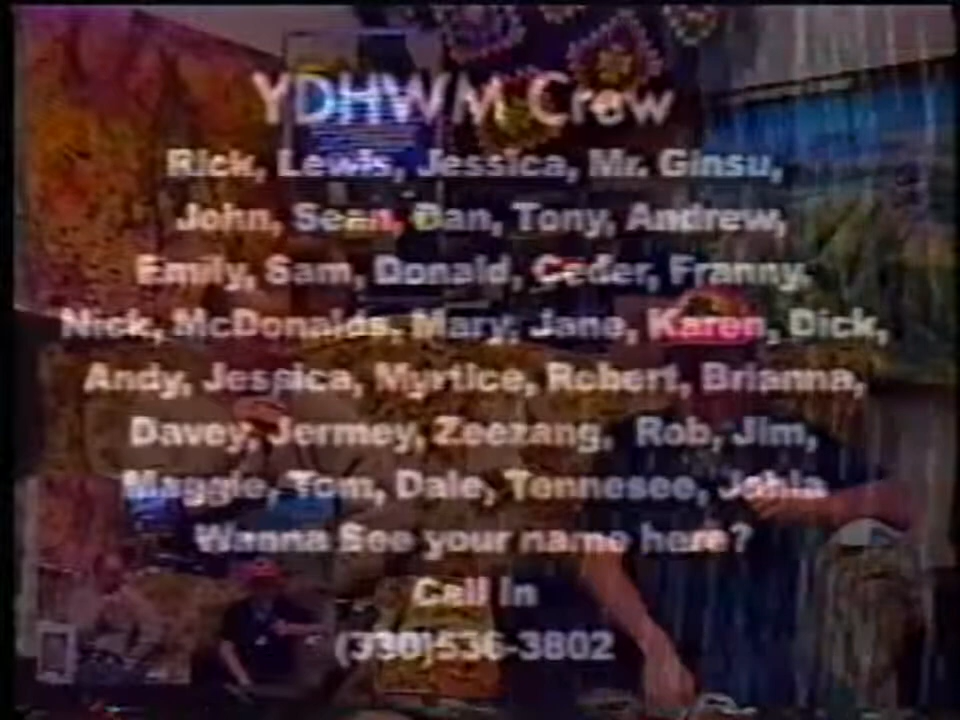 YDHWM Crew
Rick, Lewis, Jessica, Mr. Ginsu,
John, Sean, Dan, Tony, Andrew,
Emily, Sam, Donald, Ceder, Franny,
Nick, McDonalds, Mary, Jane, Karen, Dick,
Andy, Jessica, Myrtice, Robert, Brianna,
Davey, Jermey, Zeezang, Rob, Jim,
Maggie, Tom, Dale, Tennesee, Johla
Wanna See your name here?
Call In
(330)536-3802